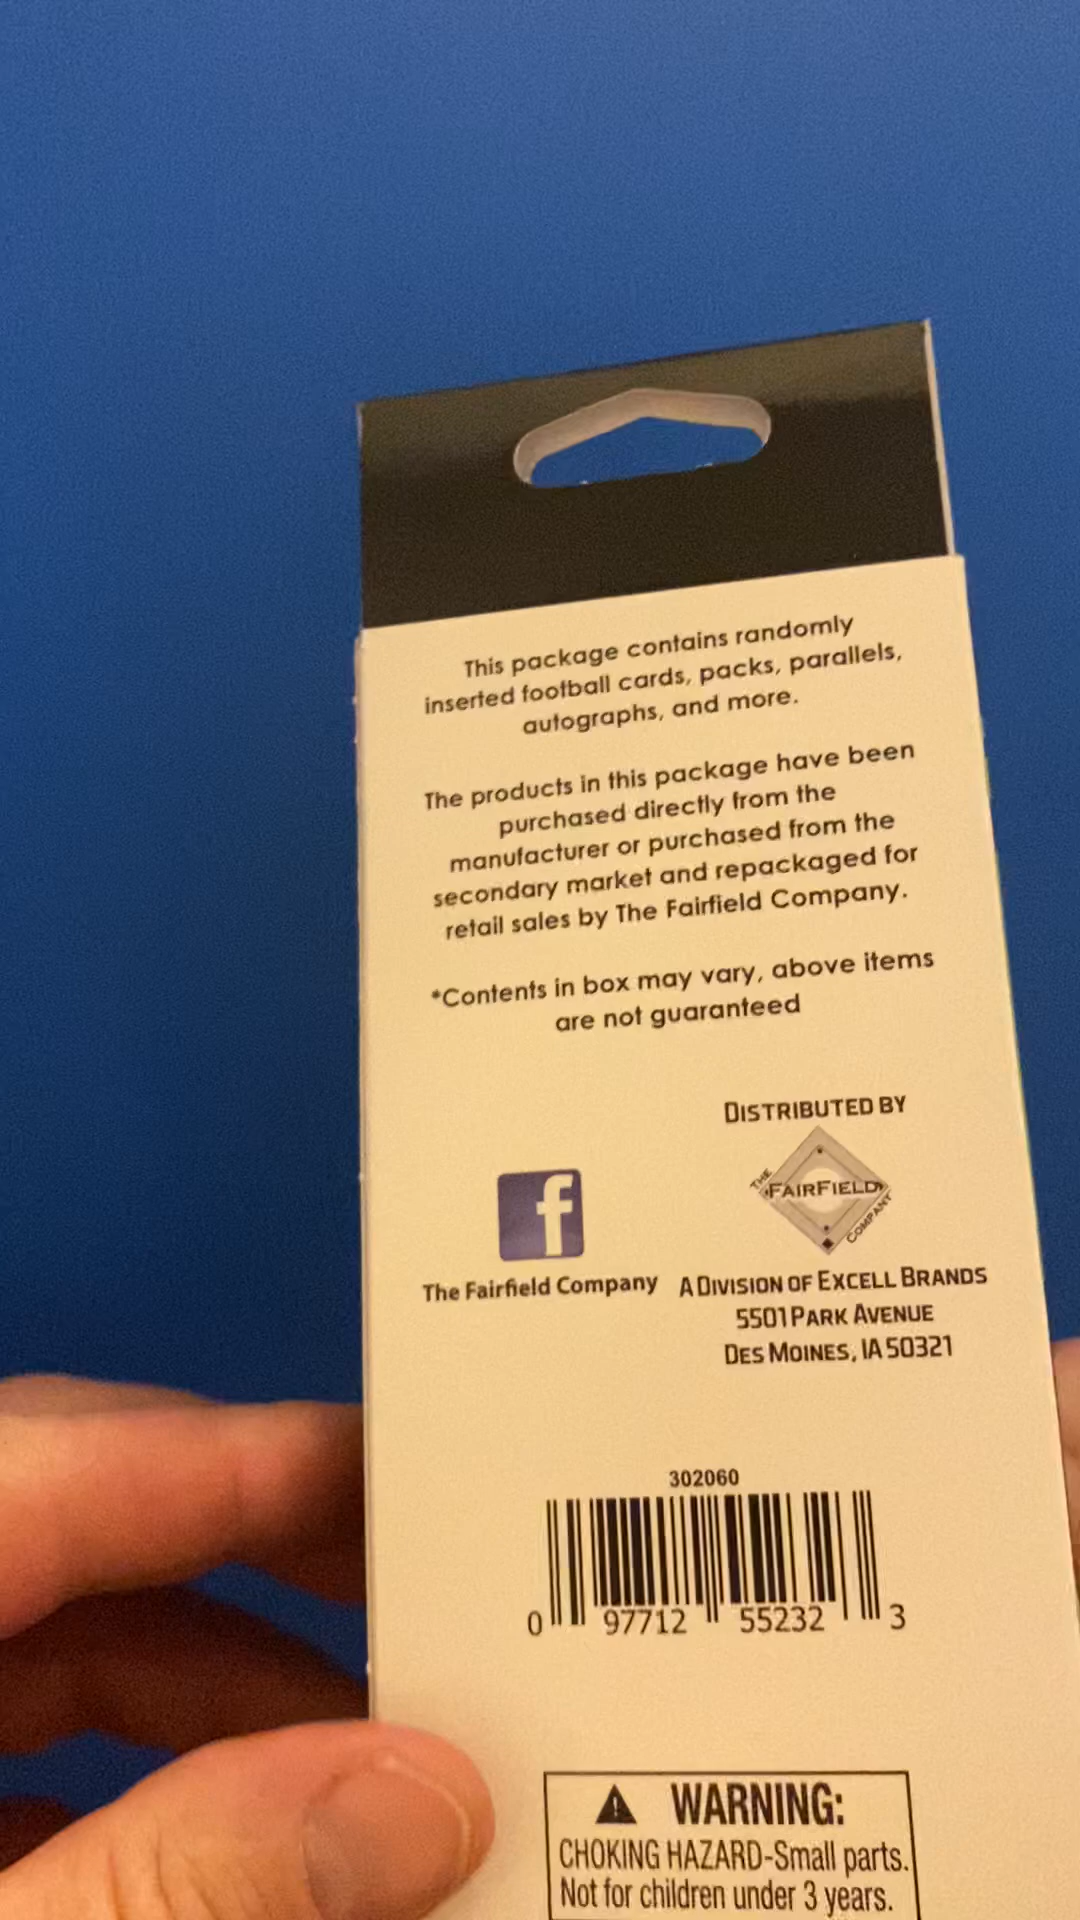 This package contains randomly
inserted football cards, packs, parallels,
autographs, and more.
The products in this package have been
purchased directly from the
manufacturer or purchased from the
secondary market and repackaged for
retail sales by The Fairfield Company.
*Contents in box may vary, above items
are not guaranteed
DISTRIBUTED BY
THE
FAIRFIELD
COMPANY
f
The Fairfield Company
A DIVISION OF EXCELL BRANDS
5501 PARK AVENUE
DES MOINES, IA 50321
302060
0 97712 55232 3
WARNING:
CHOKING HAZARD-Small parts.
Not for children under 3 years.